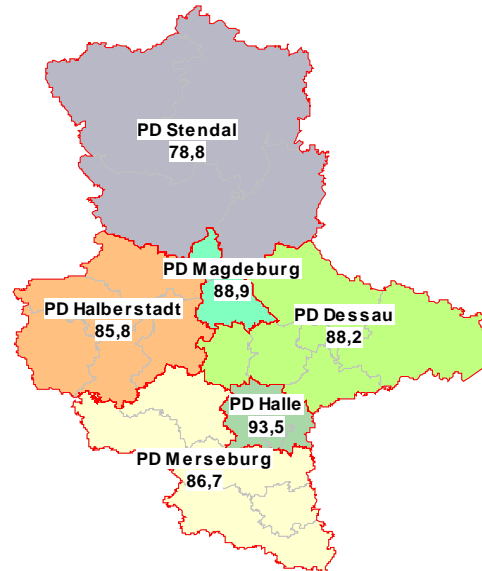 PD Stendal
78,8
PD Magdeburg
88,9
PD Halberstadt
85,8
PD Dessau
88,2
PD Halle
93,5
PD Merseburg
86,7